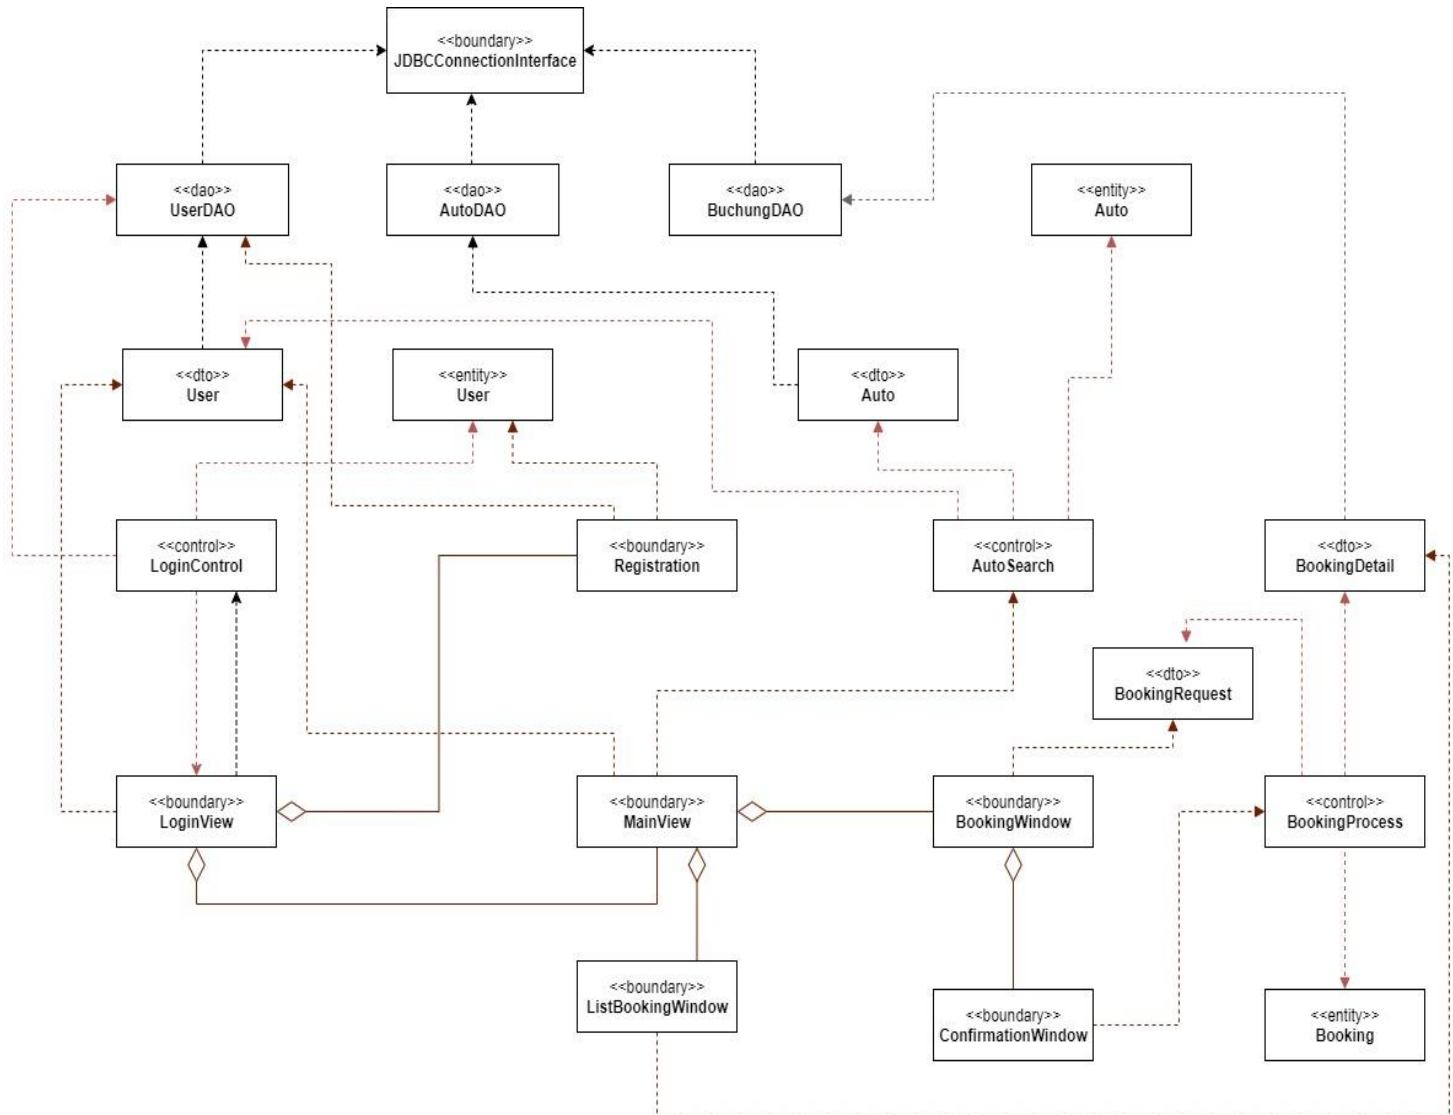 <<boundary>>
JDBCConnectionInterface
<<dao>>
UserDAO
<<dao>>
AutoDAO
<<dao>>
BuchungDAO
<<entity>>
Auto
<<dto>>
User
<<entity>>
User
<<dto>>
Auto
<<control>>
LoginControl
<<boundary>>
Registration
<<control>>
AutoSearch
<<dto>>
BookingDetail
<<dto>>
BookingRequest
<<boundary>>
LoginView
<<boundary>>
MainView
<<boundary>>
BookingWindow
<<control>>
BookingProcess
<<boundary>>
ListBookingWindow
<<boundary>>
ConfirmationWindow
<<entity>>
Booking